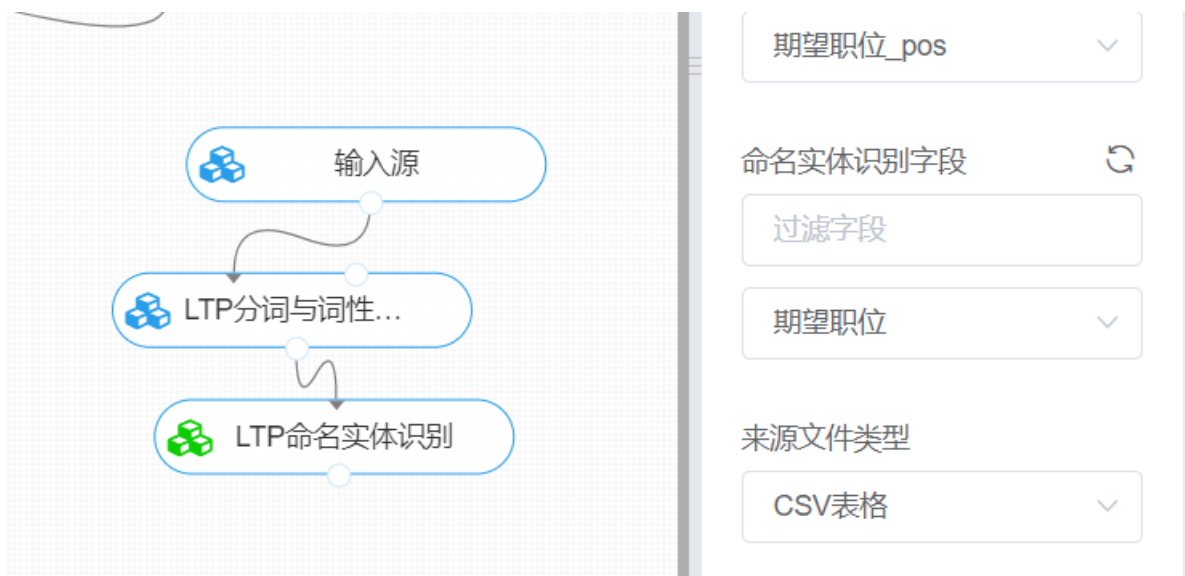 输入源
LTP分词与词性...
LTP命名实体识别
期望职位_pos
命名实体识别字段
过滤字段
期望职位
来源文件类型
CSV表格